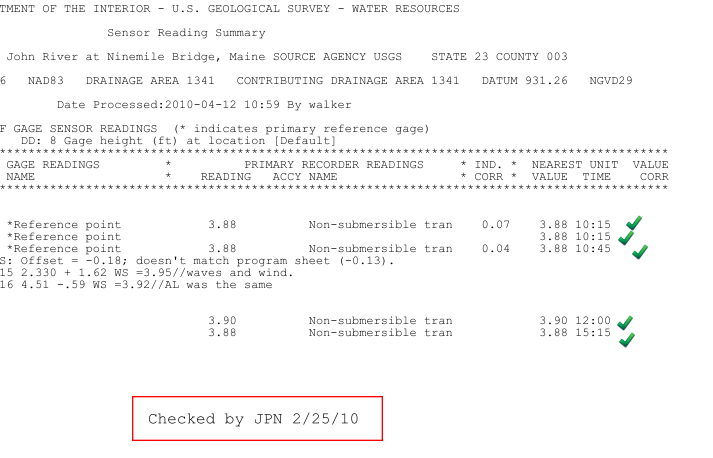 TMENT OF THE INTERIOR - U.S. GEOLOGICAL SURVEY - WATER RESOURCES
Sensor Reading Summary
John River at Ninemile Bridge, Maine SOURCE AGENCY USGS STATE 23 COUNTY 003
6 NAD83 DRAINAGE AREA 1341 CONTRIBUTING DRAINAGE AREA 1341 DATUM 931.26 NGVD29
Date Processed:2010-04-12 10:59 By walker
F GAGE SENSOR READINGS (* indicates primary reference gage)
DD: 8 Gage height (ft) at location [Default]
****************************************************************************************************
GAGE READINGS * PRIMARY RECORDER READINGS * IND. * NEAREST UNIT VALUE
NAME * READING ACCY NAME * CORR * VALUE TIME CORR
****************************************************************************************************
*Reference point 3.88 Non-submersible tran 0.07 3.88 10:15
*Reference point 3.88 10:15
*Reference point 3.88 Non-submersible tran 0.04 3.88 10:45
S: Offset = -0.18; doesn't match program sheet (-0.13).
15 2.330 + 1.62 WS =3.95//waves and wind.
16 4.51 -.59 WS =3.92//AL was the same
3.90 Non-submersible tran 3.90 12:00
3.88 Non-submersible tran 3.88 15:15
Checked by JPN 2/25/10